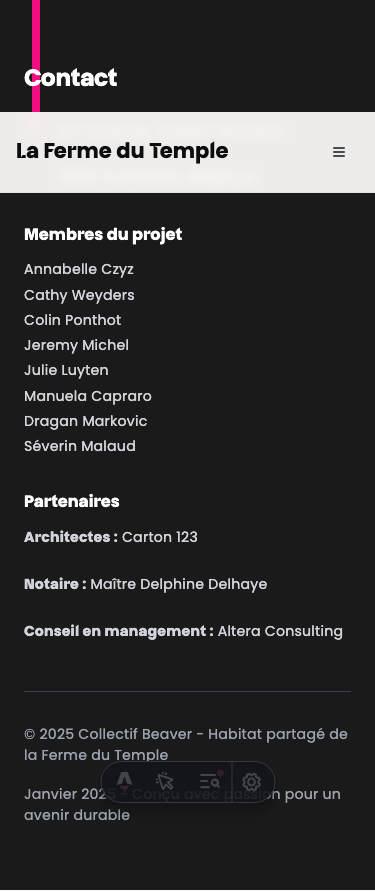 Contact
La Ferme du Temple
Membres du projet
Annabelle Czyz
Cathy Weyders
Colin Ponthot
Jeremy Michel
Julie Luyten
Manuela Capraro
Dragan Markovic
Séverin Malaud
Partenaires
Architectes : Carton 123
Notaire : Maître Delphine Delhaye
Conseil en management : Altera Consulting
© 2025 Collectif Beaver - Habitat partagé de
la Ferme du Temple
Janvier 2025 - Conçu avec passion pour un
avenir durable